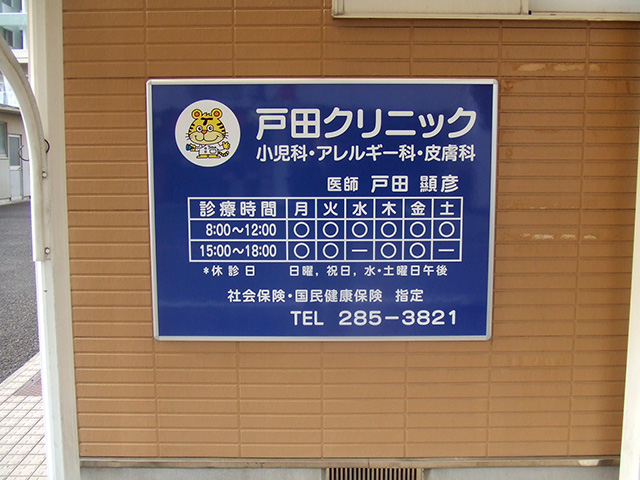 戸田クリニック
小児科・アレルギー科・皮膚科
医師 戸田 顯彦
診療時間 月 火 水 木 金 土
8:00～12:00 ○ ○ ○ ○ ○ ○
15:00～18:00 ○ ○ ー ○ ○ ー
*休診日 日曜，祝日，水・土曜日午後
社会保険・国民健康保険 指定
TEL 285-3821